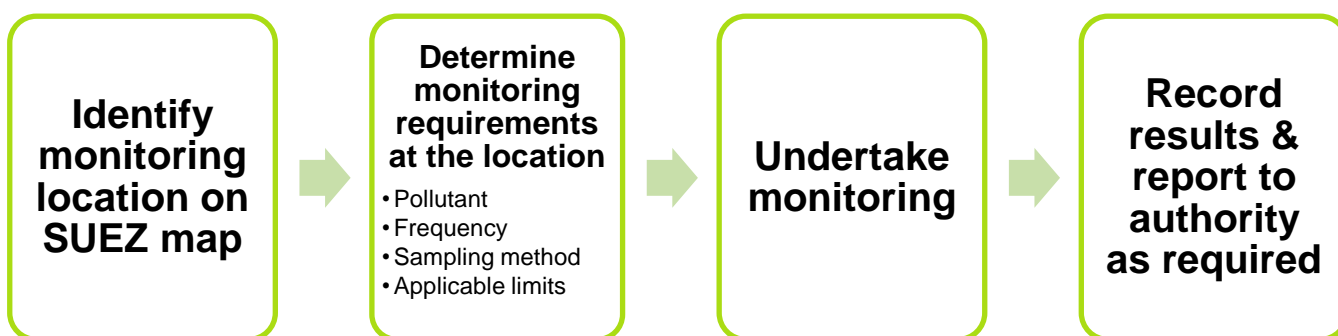 Identify
monitoring
location on
SUEZ map
Determine
monitoring
requirements
at the location
• Pollutant
• Frequency
• Sampling method
• Applicable limits
Undertake
monitoring
Record
results &
report to
authority
as required